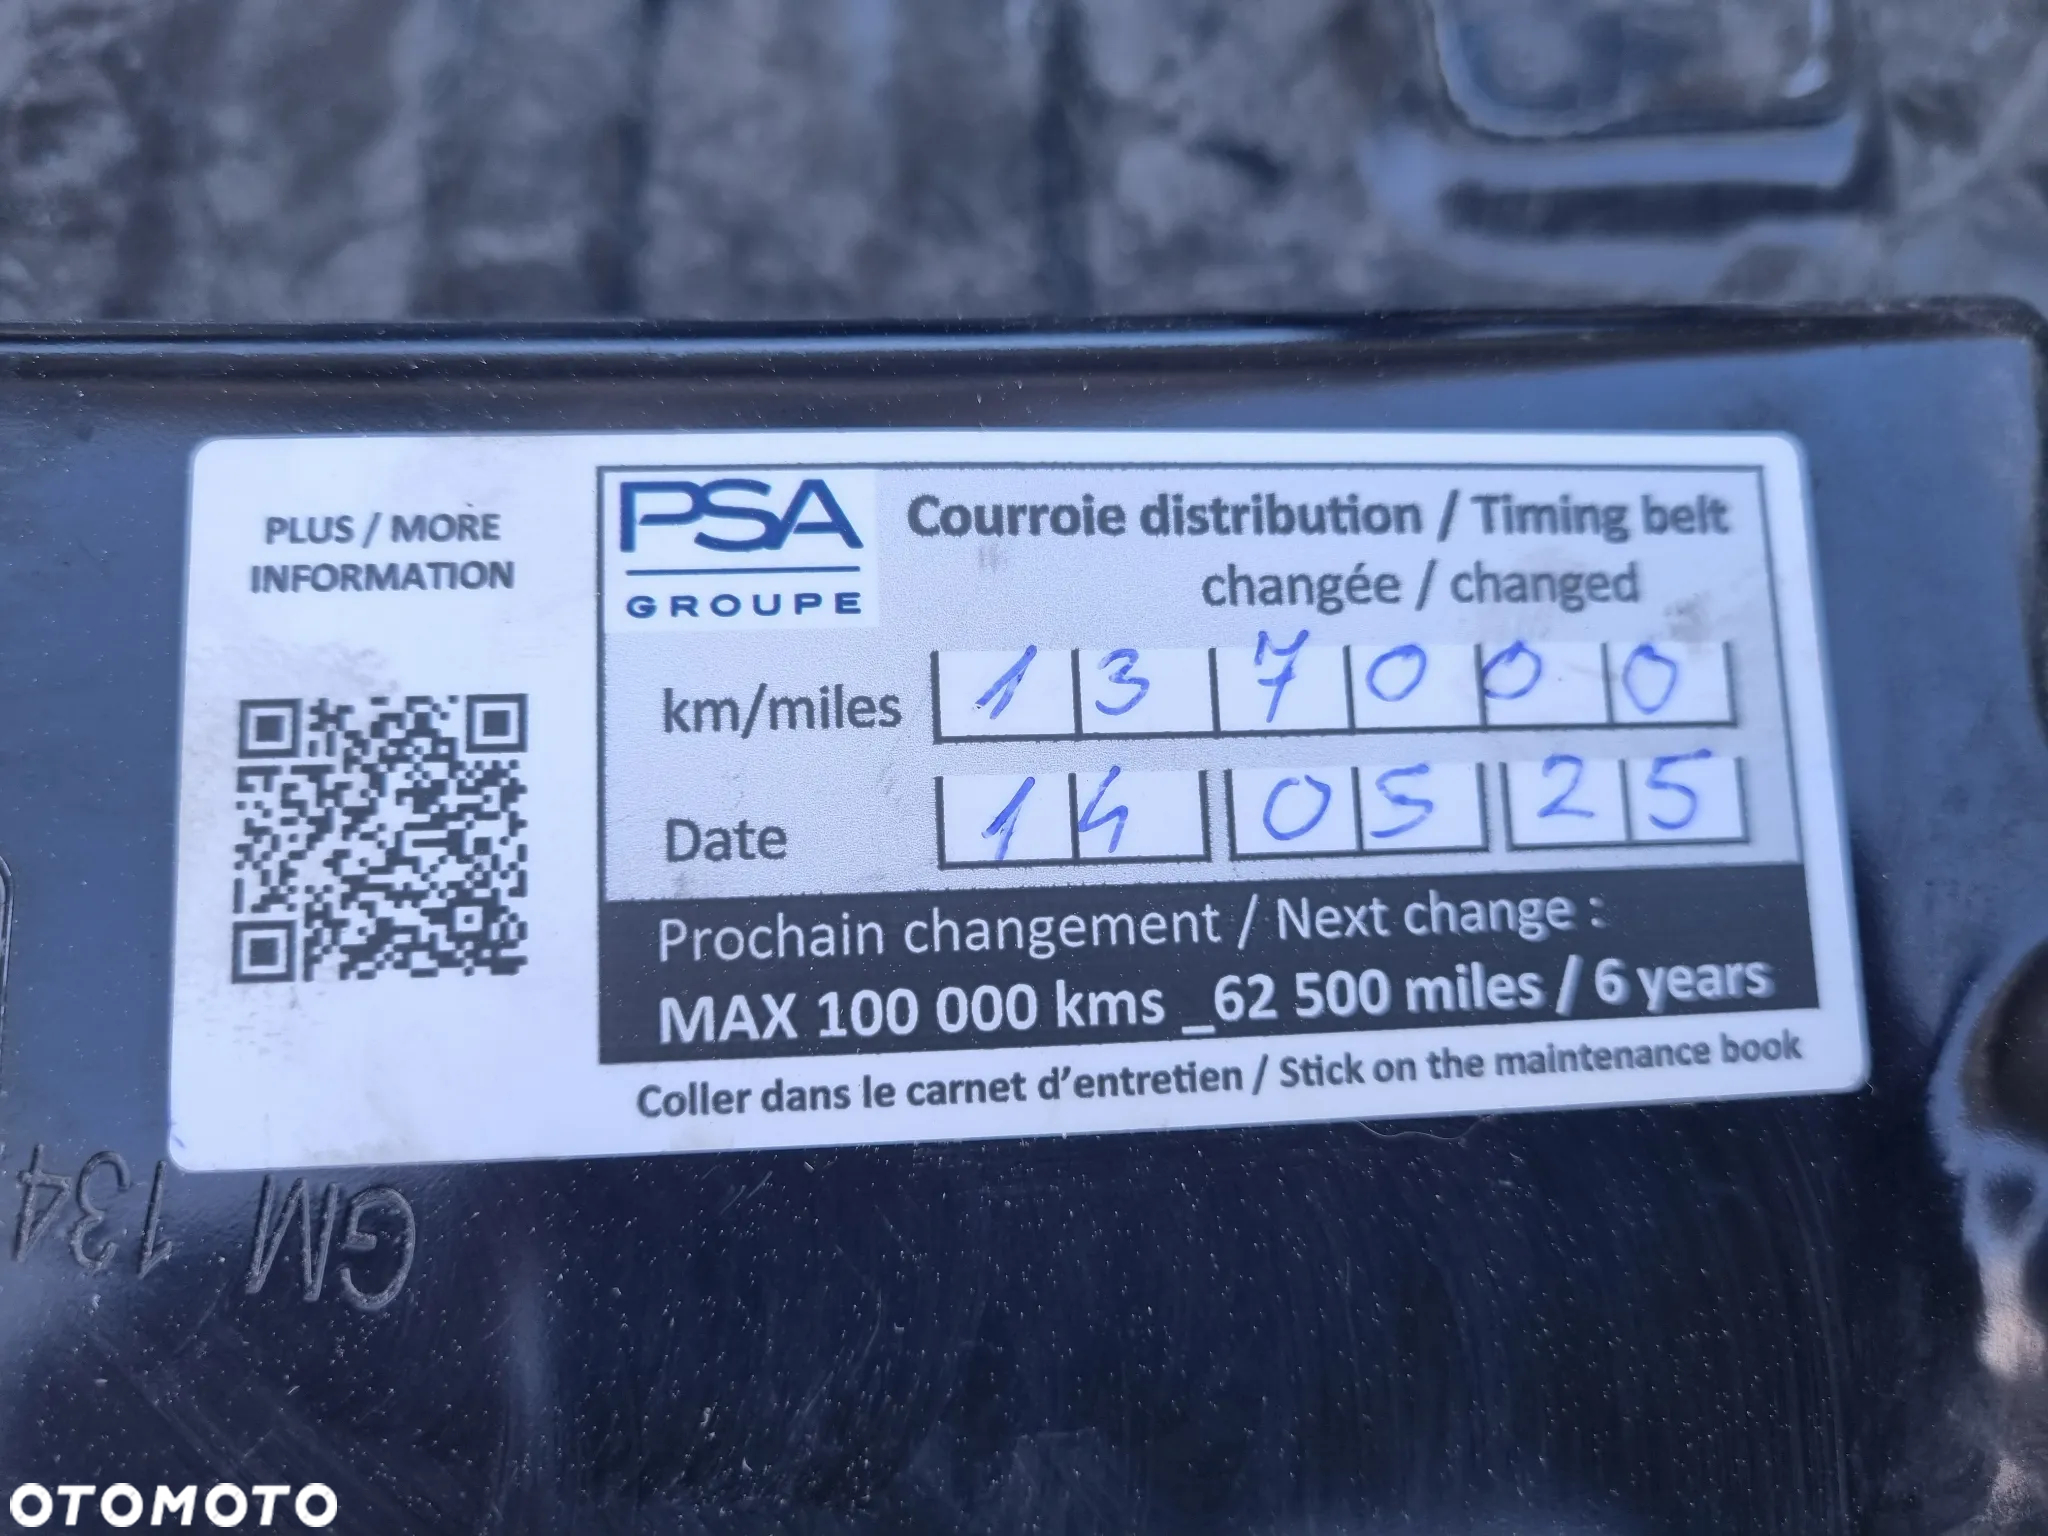 PLUS / MORE
INFORMATION
PSA
GROUPE
Courroie distribution / Timing belt
changée / changed
km/miles 137000
Date 14 05 25
Prochain changement / Next change :
MAX 100 000 kms _62 500 miles / 6 years
Coller dans le carnet d'entretien / Stick on the maintenance book
GM 134
OTOMOTO